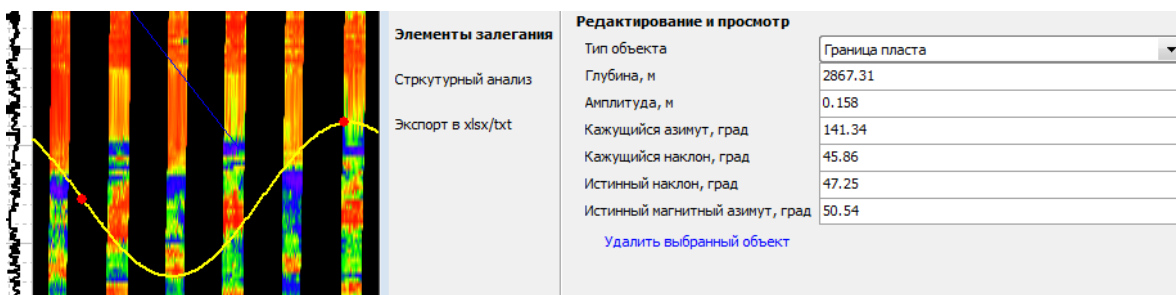 Элементы залегания
Стркутурный анализ
Экспорт в xlsx/txt
Редактирование и просмотр
Тип объекта Граница пласта
Глубина, м 2867.31
Амплитуда, м 0.158
Кажущийся азимут, град 141.34
Кажущийся наклон, град 45.86
Истинный наклон, град 47.25
Истинный магнитный азимут, град 50.54
Удалить выбранный объект